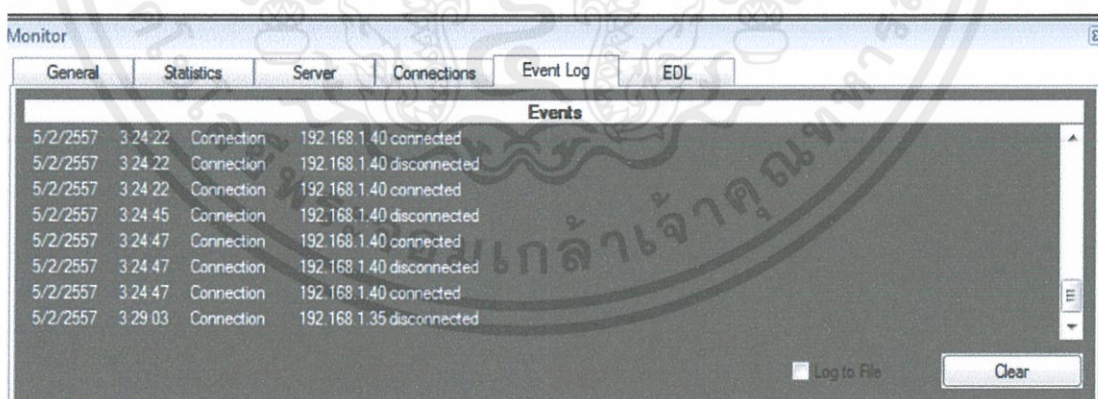 Monitor
General Statistics Server Connections Event Log EDL
Events
5/2/2557 3:24:22 Connection 192.168.1.40 connected
5/2/2557 3:24:22 Connection 192.168.1.40 disconnected
5/2/2557 3:24:22 Connection 192.168.1.40 connected
5/2/2557 3:24:45 Connection 192.168.1.40 disconnected
5/2/2557 3:24:47 Connection 192.168.1.40 connected
5/2/2557 3:24:47 Connection 192.168.1.40 disconnected
5/2/2557 3:24:47 Connection 192.168.1.40 connected
5/2/2557 3:29:03 Connection 192.168.1.35 disconnected
Log to File Clear